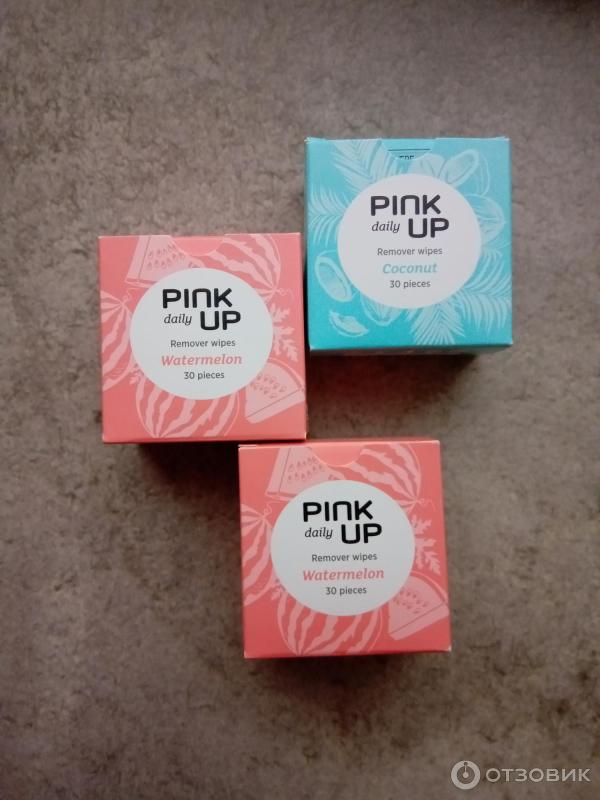 PINK
daily UP
Remover wipes
Coconut
30 pieces
PINK
daily UP
Remover wipes
Watermelon
30 pieces
PINK
daily UP
Remover wipes
Watermelon
30 pieces
ОТЗОВИК